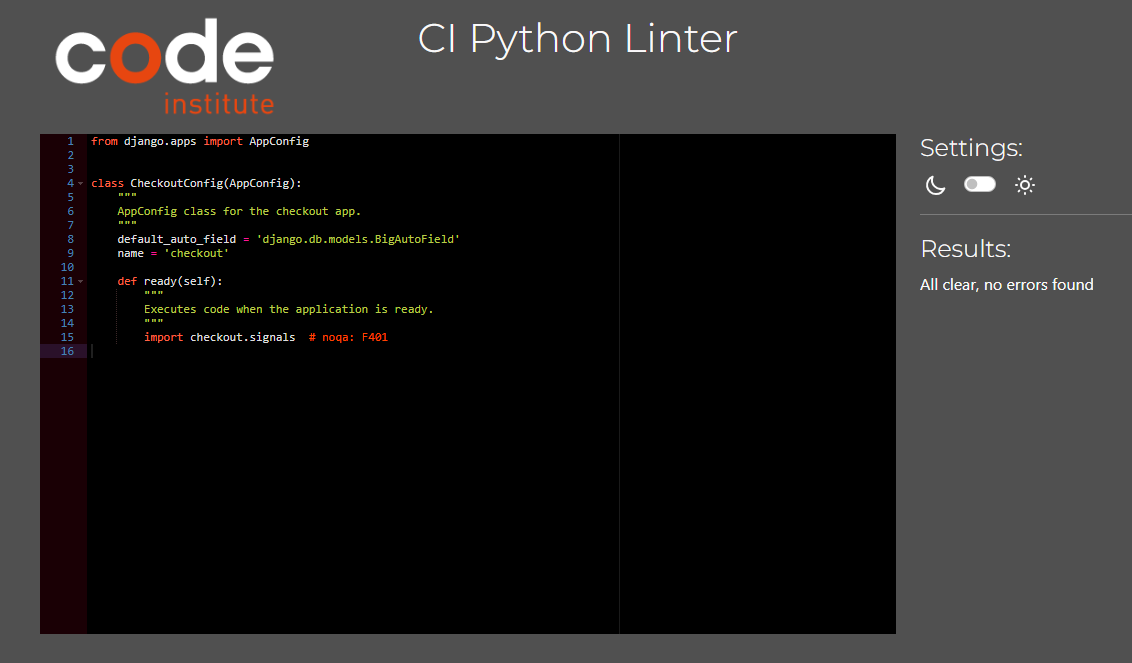 code
institute
CI Python Linter
1 from django.apps import AppConfig
2
3
4 class CheckoutConfig(AppConfig):
5     """
6     AppConfig class for the checkout app.
7     """
8     default_auto_field = 'django.db.models.BigAutoField'
9     name = 'checkout'
10
11     def ready(self):
12         """
13         Executes code when the application is ready.
14         """
15         import checkout.signals  # noqa: F401
16
Settings:
Results:
All clear, no errors found